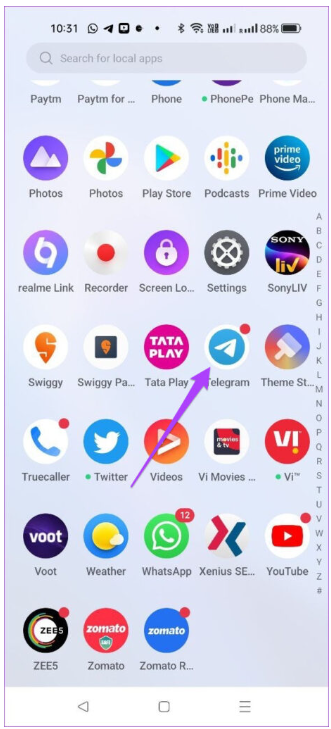 10:31 88%
Search for local apps
Paytm Paytm for ... Phone PhonePe Phone Ma...
prime video
Photos Photos Play Store Podcasts Prime Video
SONY liv
realme Link Recorder Screen Lo... Settings SonyLIV
TATA PLAY
Swiggy Swiggy Pa... Tata Play Telegram Theme St...
movies & tv VI!
Truecaller Twitter Videos Vi Movies ... Vi™
voot 12
Voot Weather WhatsApp Xenius SE... YouTube
ZEE5 zomato zomato
ZEE5 Zomato Zomato R...
A
B
C
D
E
F
G
H
I
J
K
L
M
N
O
P
Q
R
S
T
U
V
W
X
Y
Z
#